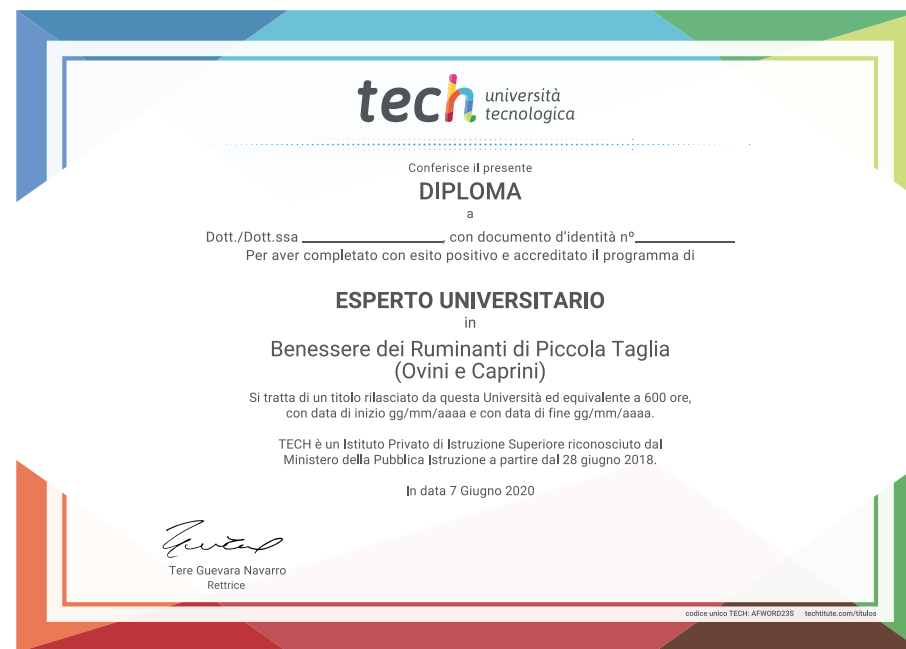 tech università
tecnologica
Conferisce il presente
DIPLOMA
a
Dott./Dott.ssa ____________, con documento d'identità nº____________
Per aver completato con esito positivo e accreditato il programma di
ESPERTO UNIVERSITARIO
in
Benessere dei Ruminanti di Piccola Taglia
(Ovini e Caprini)
Si tratta di un titolo rilasciato da questa Università ed equivalente a 600 ore,
con data di inizio gg/mm/aaaa e con data di fine gg/mm/aaaa.
TECH è un Istituto Privato di Istruzione Superiore riconosciuto dal
Ministero della Pubblica Istruzione a partire dal 28 giugno 2018.
In data 7 Giugno 2020
Tere Guevara Navarro
Rettrice
codice unico TECH: AFWORD23S techtitute.com/títulos